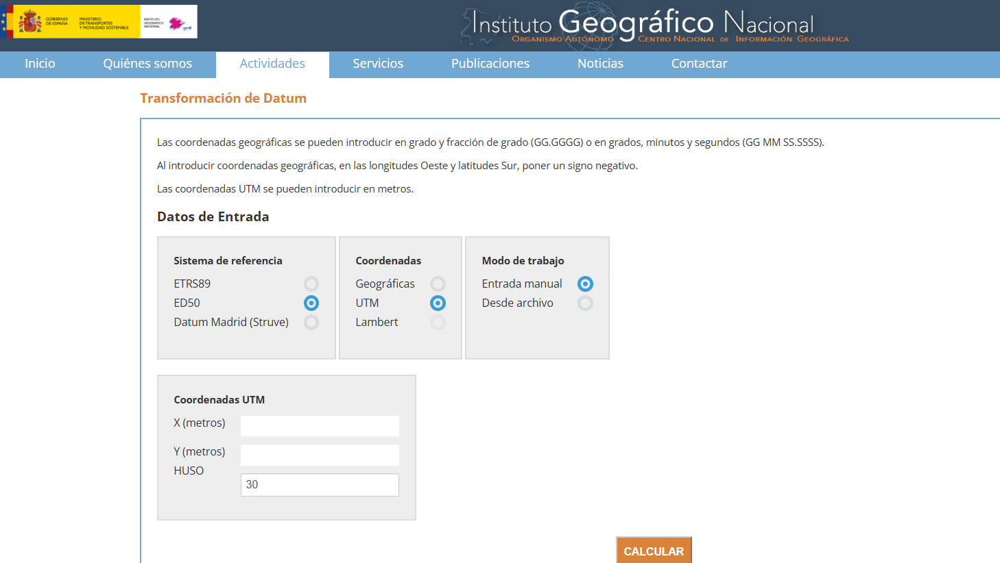 GOBIERNO
DE ESPAÑA
MINISTERIO
DE TRANSPORTES
Y MOVILIDAD SOSTENIBLE
INSTITUTO
GEOGRÁFICO
NACIONAL
Instituto Geográfico Nacional
Organismo Autónomo Centro Nacional de Información Geográfica
Inicio Quiénes somos Actividades Servicios Publicaciones Noticias Contactar
Transformación de Datum
Las coordenadas geográficas se pueden introducir en grado y fracción de grado (GG.GGGG) o en grados, minutos y segundos (GG MM SS.SSSS).
Al introducir coordenadas geográficas, en las longitudes Oeste y latitudes Sur, poner un signo negativo.
Las coordenadas UTM se pueden introducir en metros.
Datos de Entrada
Sistema de referencia
ETRS89
ED50
Datum Madrid (Struve)
Coordenadas
Geográficas
UTM
Lambert
Modo de trabajo
Entrada manual
Desde archivo
Coordenadas UTM
X (metros)
Y (metros)
HUSO
30
CALCULAR